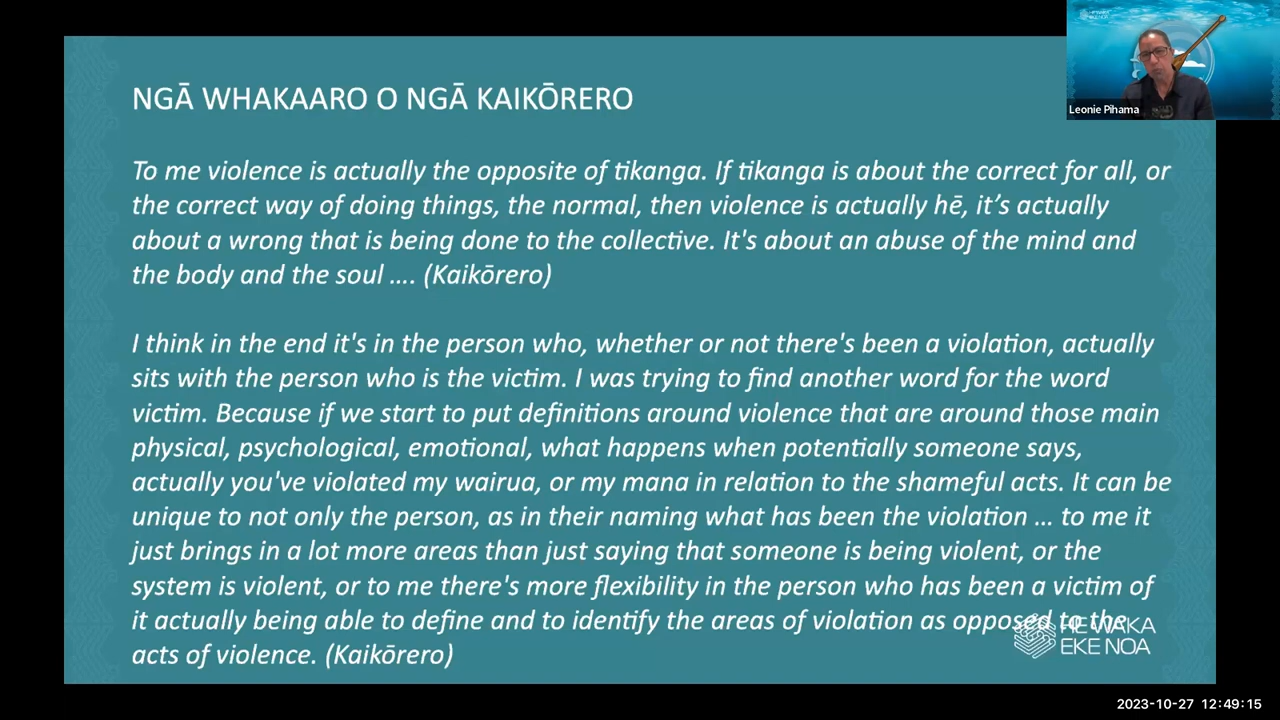 NGĀ WHAKAARO O NGĀ KAIKŌRERO
To me violence is actually the opposite of tikanga. If tikanga is about the correct for all, or
the correct way of doing things, the normal, then violence is actually hē, it’s actually
about a wrong that is being done to the collective. It's about an abuse of the mind and
the body and the soul …. (Kaikōrero)
I think in the end it's in the person who, whether or not there's been a violation, actually
sits with the person who is the victim. I was trying to find another word for the word
victim. Because if we start to put definitions around violence that are around those main
physical, psychological, emotional, what happens when potentially someone says,
actually you've violated my wairua, or my mana in relation to the shameful acts. It can be
unique to not only the person, as in their naming what has been the violation … to me it
just brings in a lot more areas than just saying that someone is being violent, or the
system is violent, or to me there's more flexibility in the person who has been a victim of
it actually being able to define and to identify the areas of violation as opposed to the
acts of violence. (Kaikōrero)
HE WAKA
EKE NOA
HE WAKA
EKE NOA
Leonie Pihama
2023-10-27 12:49:15